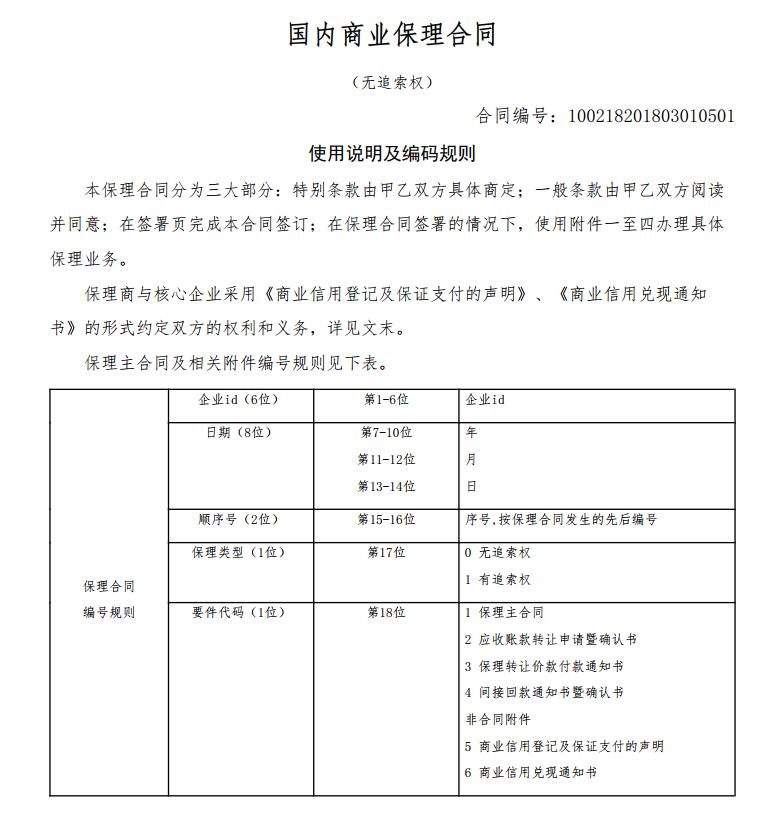 国内商业保理合同
（无追索权）
合同编号：100218201803010501
使用说明及编码规则
本保理合同分为三大部分：特别条款由甲乙双方具体商定；一般条款由甲乙双方阅读
并同意；在签署页完成本合同签订；在保理合同签署的情况下，使用附件一至四办理具体
保理业务。
保理商与核心企业采用《商业信用登记及保证支付的声明》、《商业信用兑现通知
书》的形式约定双方的权利和义务，详见文末。
保理主合同及相关附件编号规则见下表。
保理合同
编号规则
企业id（6位） 第1-6位 企业id
日期（8位） 第7-10位 年
第11-12位 月
第13-14位 日
顺序号（2位） 第15-16位 序号,按保理合同发生的先后编号
保理类型（1位） 第17位 0 无追索权
1 有追索权
要件代码（1位） 第18位 1 保理主合同
2 应收账款转让申请暨确认书
3 保理转让价款付款通知书
4 间接回款通知书暨确认书
非合同附件
5 商业信用登记及保证支付的声明
6 商业信用兑现通知书